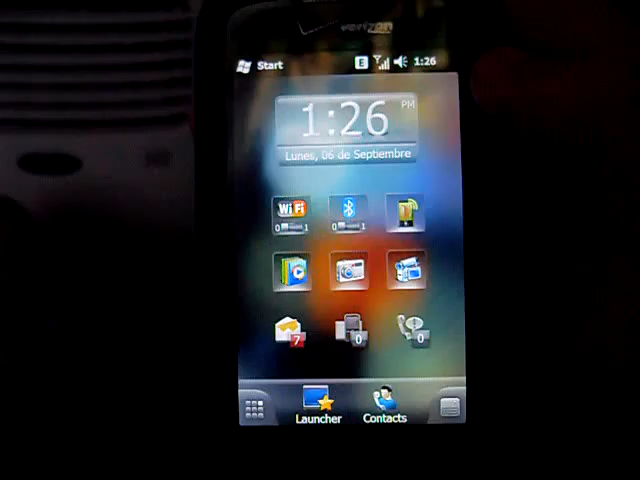 verizon
Start E 1:26
1:26 PM
Lunes, 06 de Septiembre
WiFi
0 1 0 1
7 0 0
Launcher Contacts